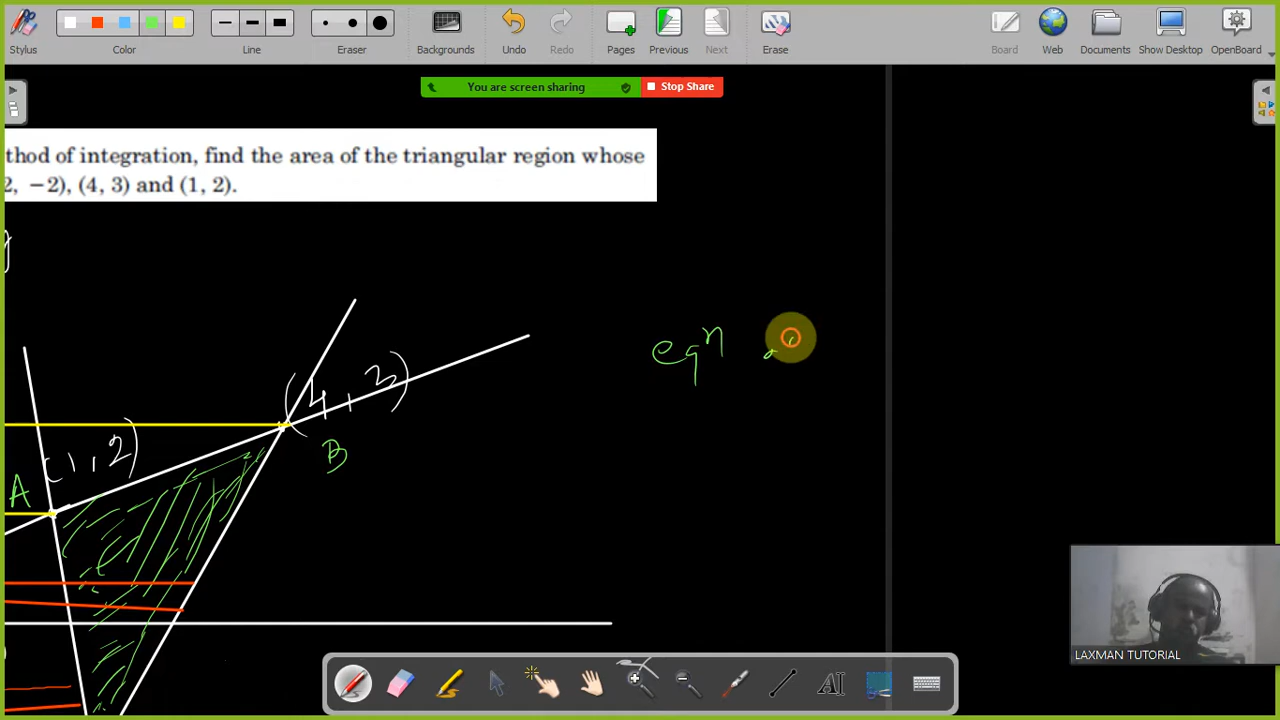 Stylus
Color
Line
Eraser
Backgrounds
Undo
Redo
Pages
Previous
Next
Erase
Board
Web
Documents
Show Desktop
OpenBoard
You are screen sharing
Stop Share
thod of integration, find the area of the triangular region whose
2, −2), (4, 3) and (1, 2).
y
eqn
(4, 3)
(1, 2)
B
A
LAXMAN TUTORIAL
AI